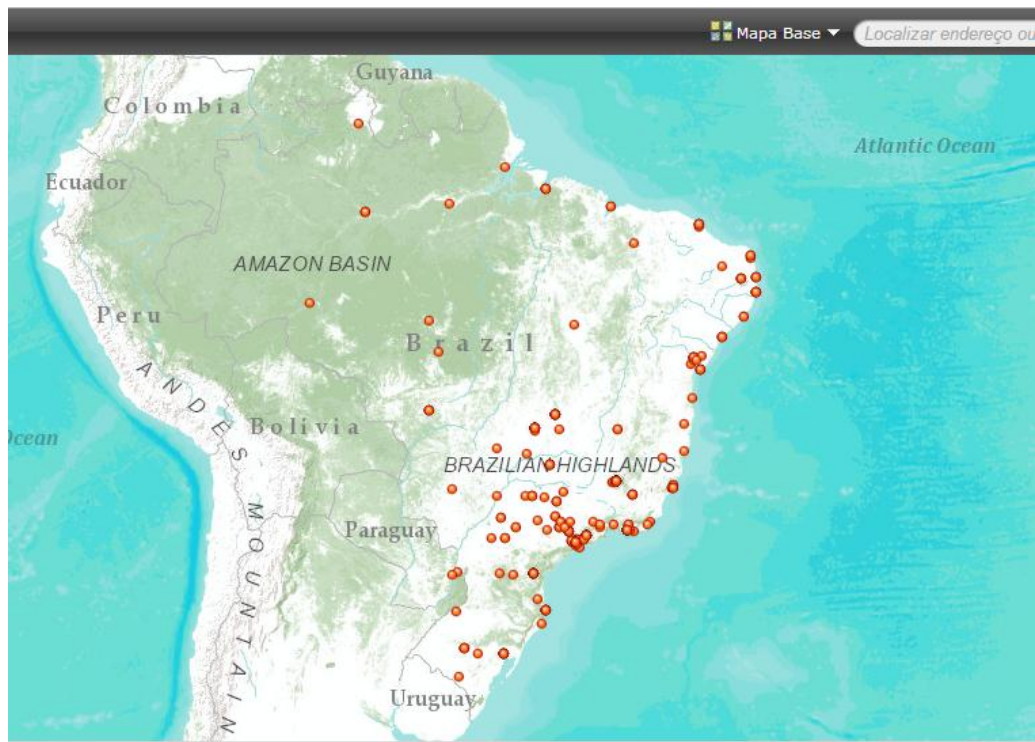 Mapa Base
Localizar endereço ou
Guyana
Colombia
Atlantic Ocean
Ecuador
AMAZON BASIN
Peru
Brazil
ANDES MOUNTAIN
Bolivia
Ocean
BRAZILIAN HIGHLANDS
Paraguay
Uruguay